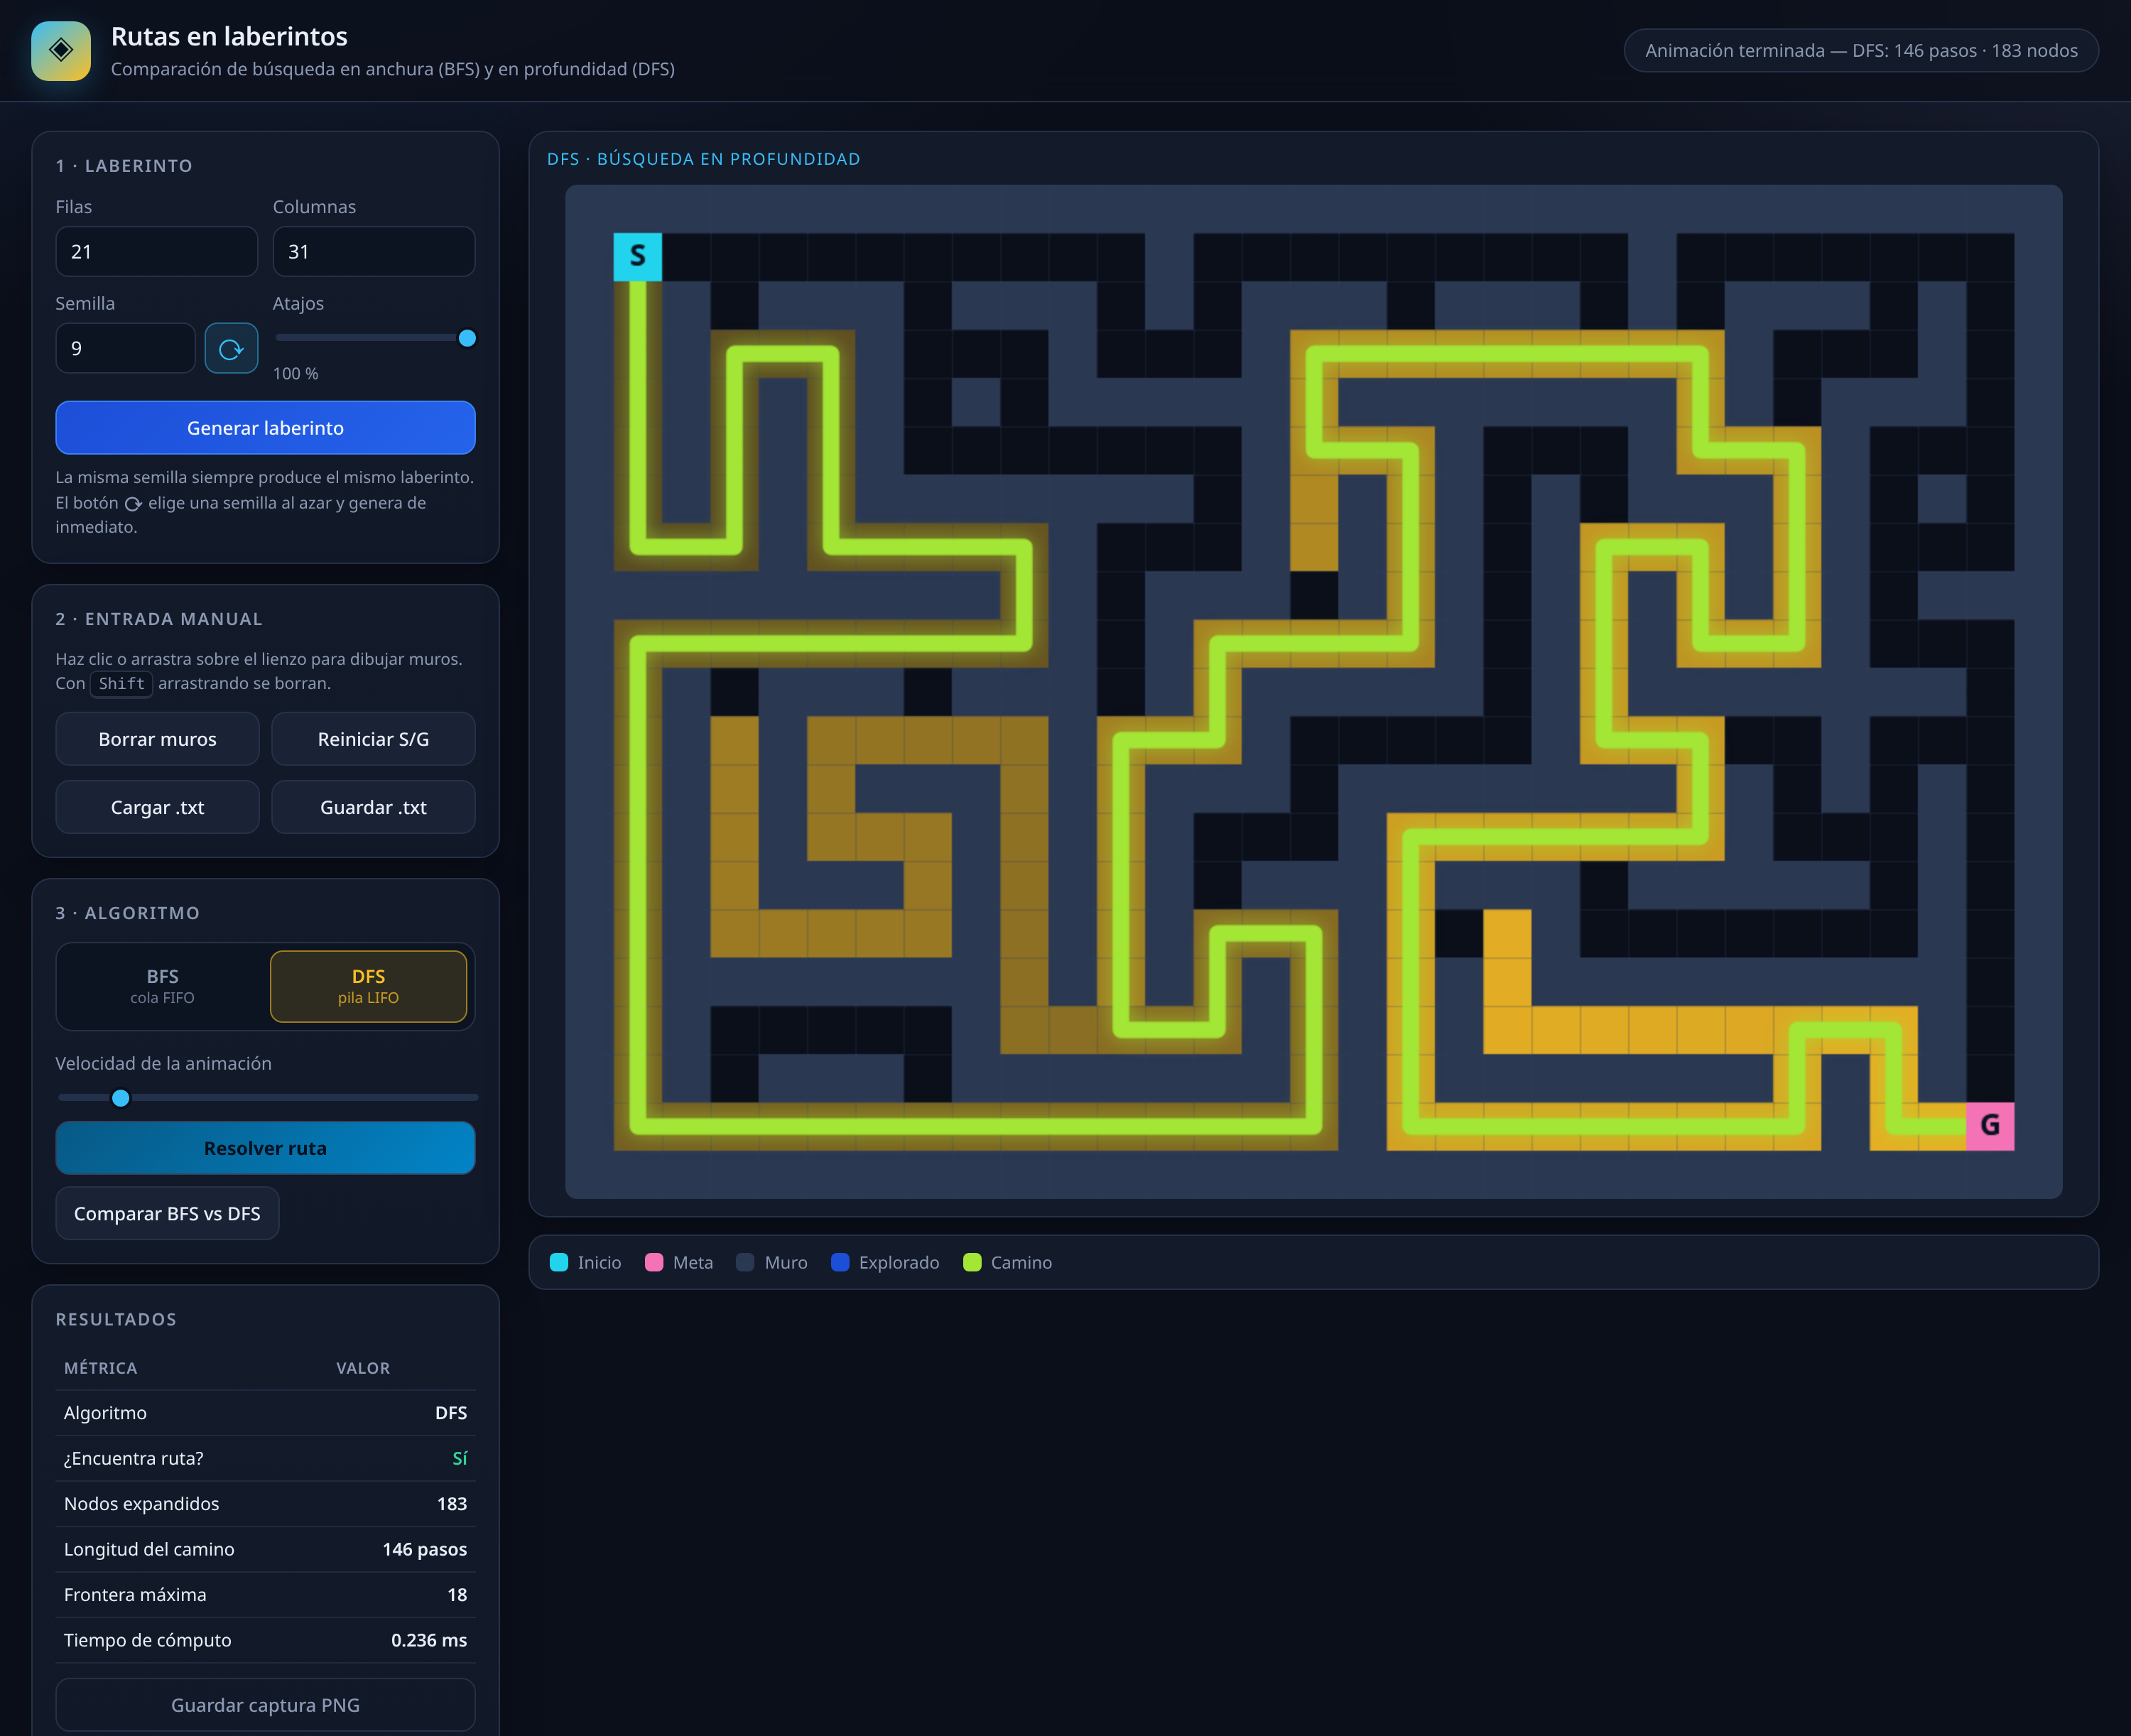 Rutas en laberintos
Comparación de búsqueda en anchura (BFS) y en profundidad (DFS)
Animación terminada — DFS: 146 pasos · 183 nodos
1 · LABERINTO
Filas
Columnas
21
31
Semilla
Atajos
9
100 %
Generar laberinto
La misma semilla siempre produce el mismo laberinto.
El botón ⟳ elige una semilla al azar y genera de
inmediato.
2 · ENTRADA MANUAL
Haz clic o arrastra sobre el lienzo para dibujar muros.
Con Shift arrastrando se borran.
Borrar muros
Reiniciar S/G
Cargar .txt
Guardar .txt
3 · ALGORITMO
BFS
cola FIFO
DFS
pila LIFO
Velocidad de la animación
Resolver ruta
Comparar BFS vs DFS
RESULTADOS
MÉTRICA VALOR
Algoritmo DFS
¿Encuentra ruta? Sí
Nodos expandidos 183
Longitud del camino 146 pasos
Frontera máxima 18
Tiempo de cómputo 0.236 ms
Guardar captura PNG
DFS · BÚSQUEDA EN PROFUNDIDAD
S
G
Inicio Meta Muro Explorado Camino